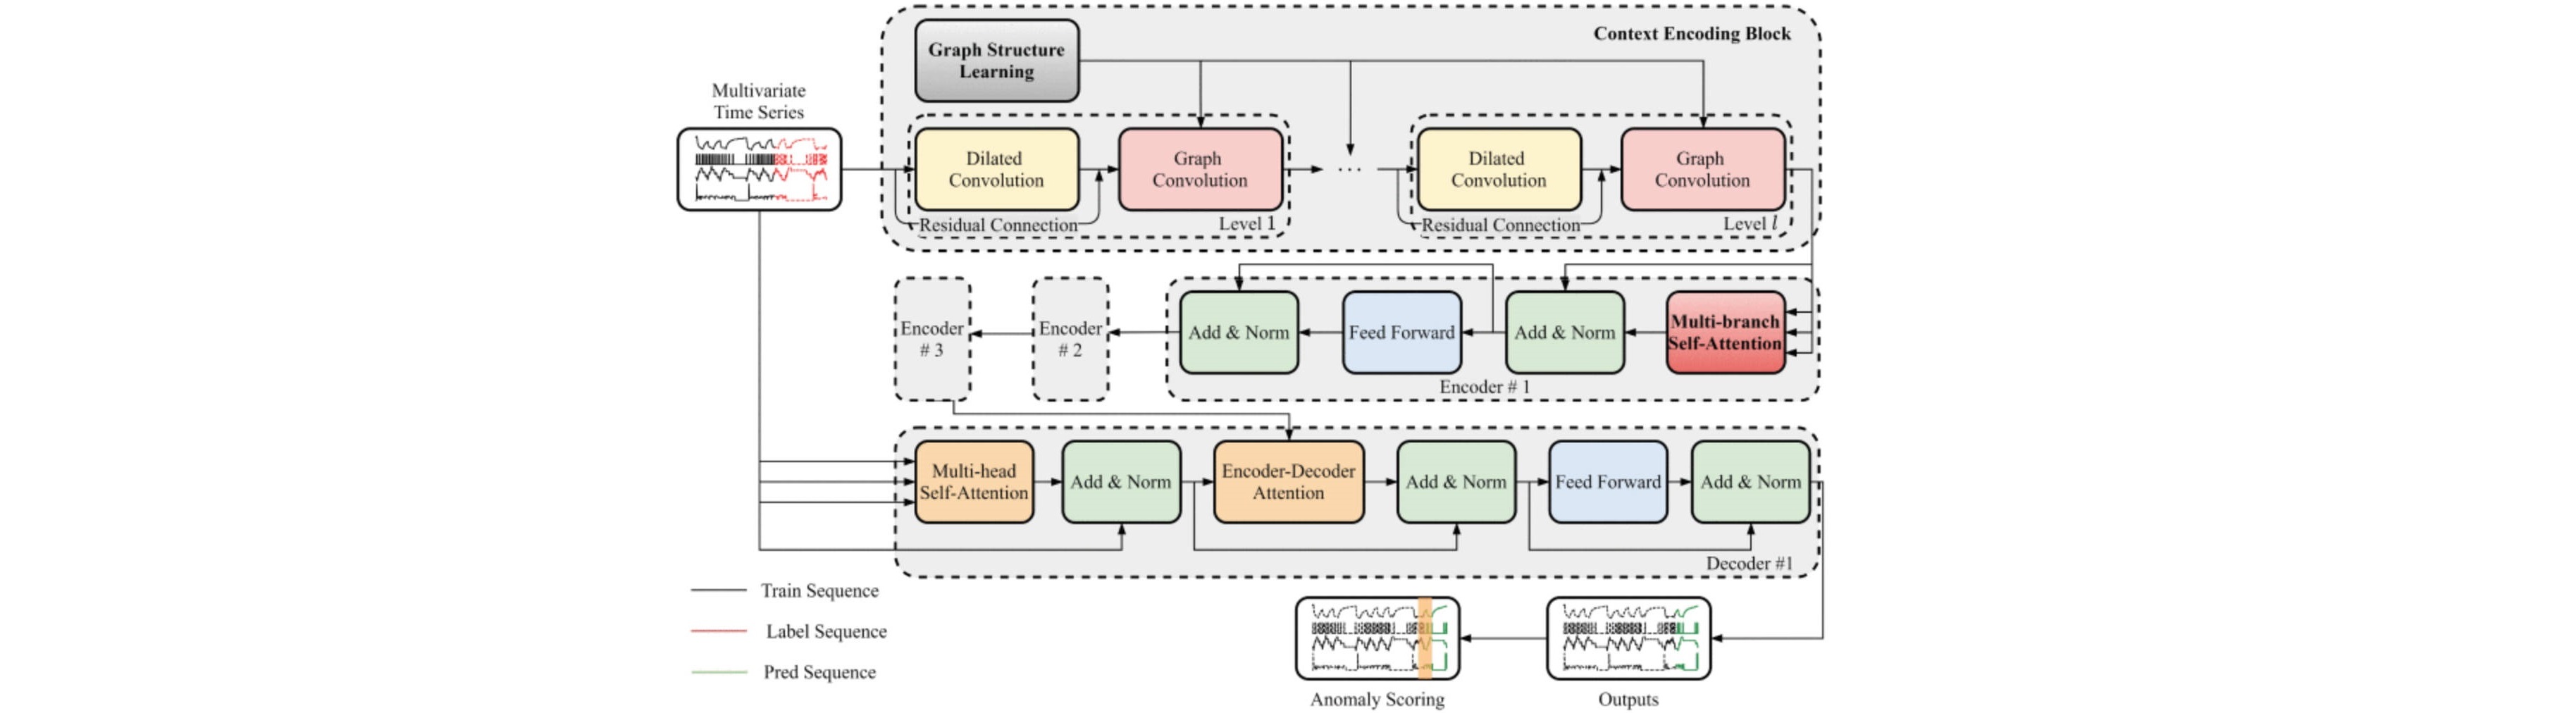 Context Encoding Block
Graph Structure
Learning
Multivariate
Time Series
Dilated
Convolution
Graph
Convolution
...
Dilated
Convolution
Graph
Convolution
Residual Connection
Level 1
Residual Connection
Level l
Encoder
# 3
Encoder
# 2
Add & Norm
Feed Forward
Add & Norm
Multi-branch
Self-Attention
Encoder # 1
Multi-head
Self-Attention
Add & Norm
Encoder-Decoder
Attention
Add & Norm
Feed Forward
Add & Norm
Decoder #1
Train Sequence
Label Sequence
Pred Sequence
Anomaly Scoring
Outputs